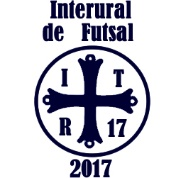 Interural
de Futsal
I T
R 17
2017